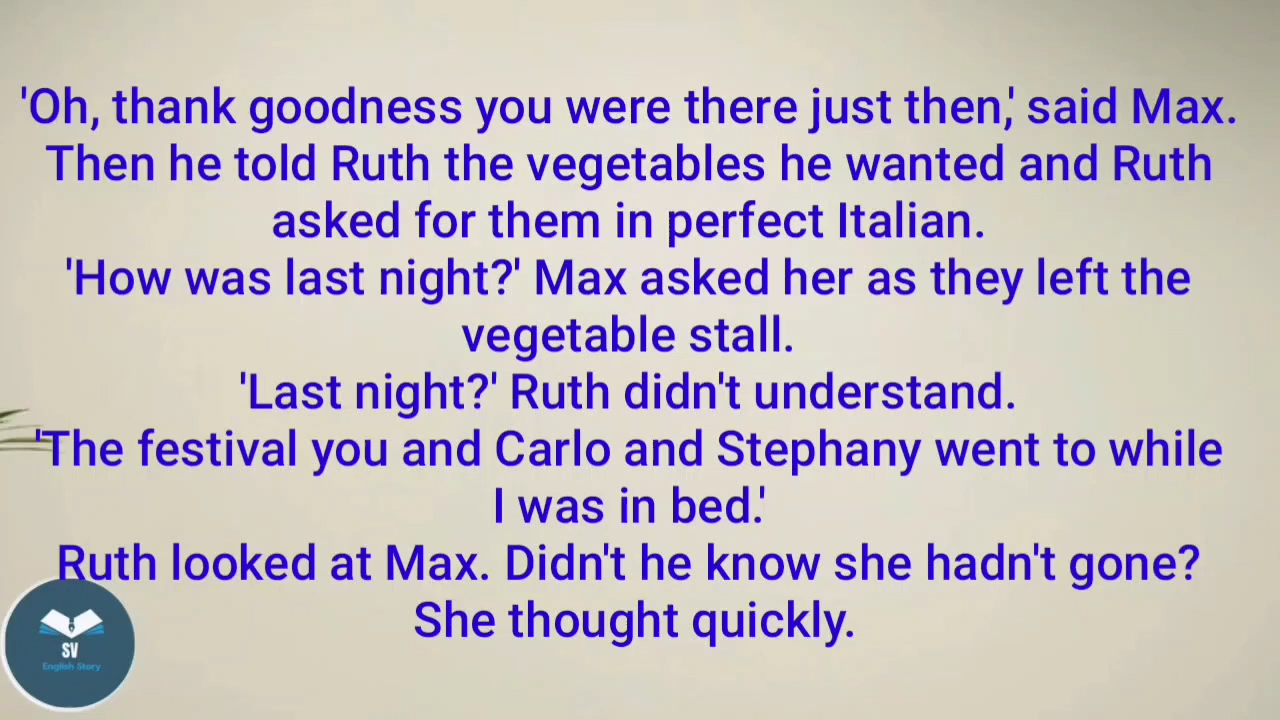 'Oh, thank goodness you were there just then,' said Max.
Then he told Ruth the vegetables he wanted and Ruth
asked for them in perfect Italian.
'How was last night?' Max asked her as they left the
vegetable stall.
'Last night?' Ruth didn't understand.
'The festival you and Carlo and Stephany went to while
I was in bed.'
Ruth looked at Max. Didn't he know she hadn't gone?
She thought quickly.
SV
English Story